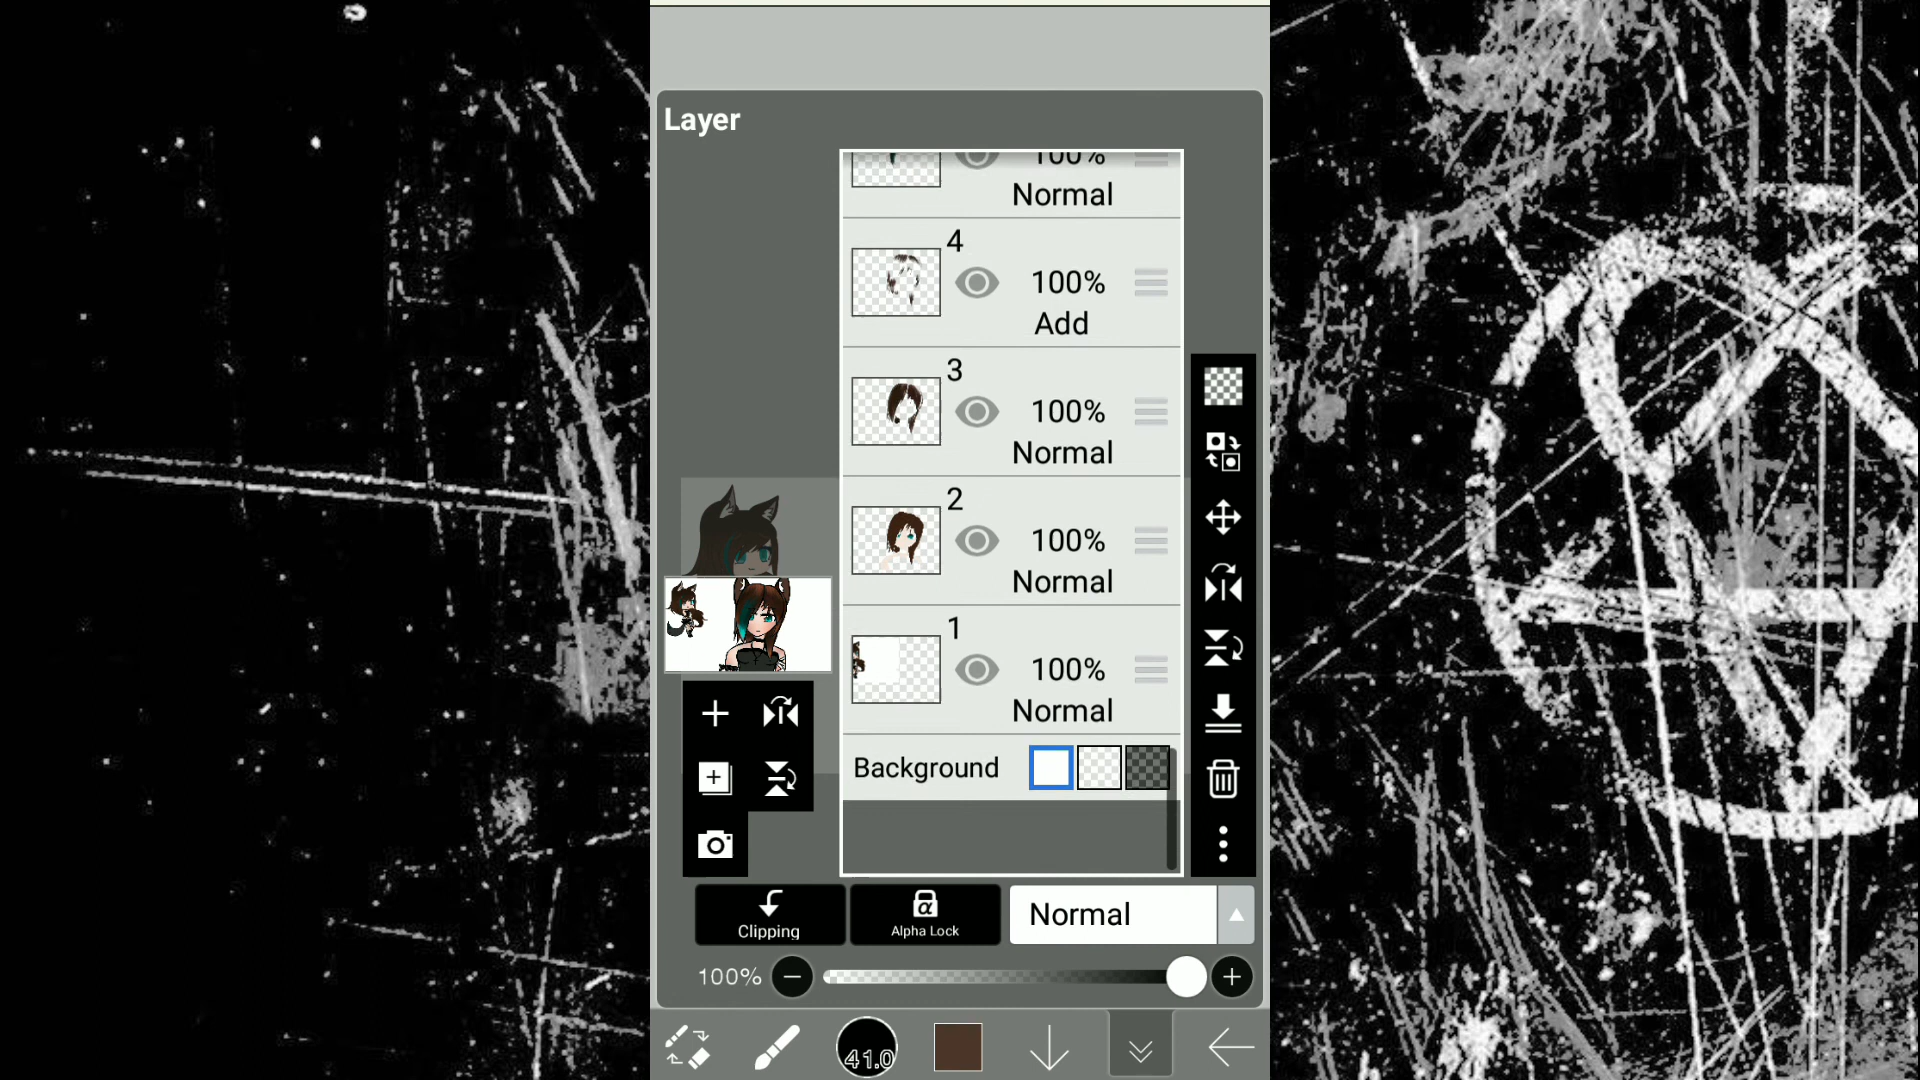 Layer
100%
Normal
4
100%
Add
3
100%
Normal
2
100%
Normal
1
100%
Normal
Background
Clipping
α
Alpha Lock
Normal
100%
41.0